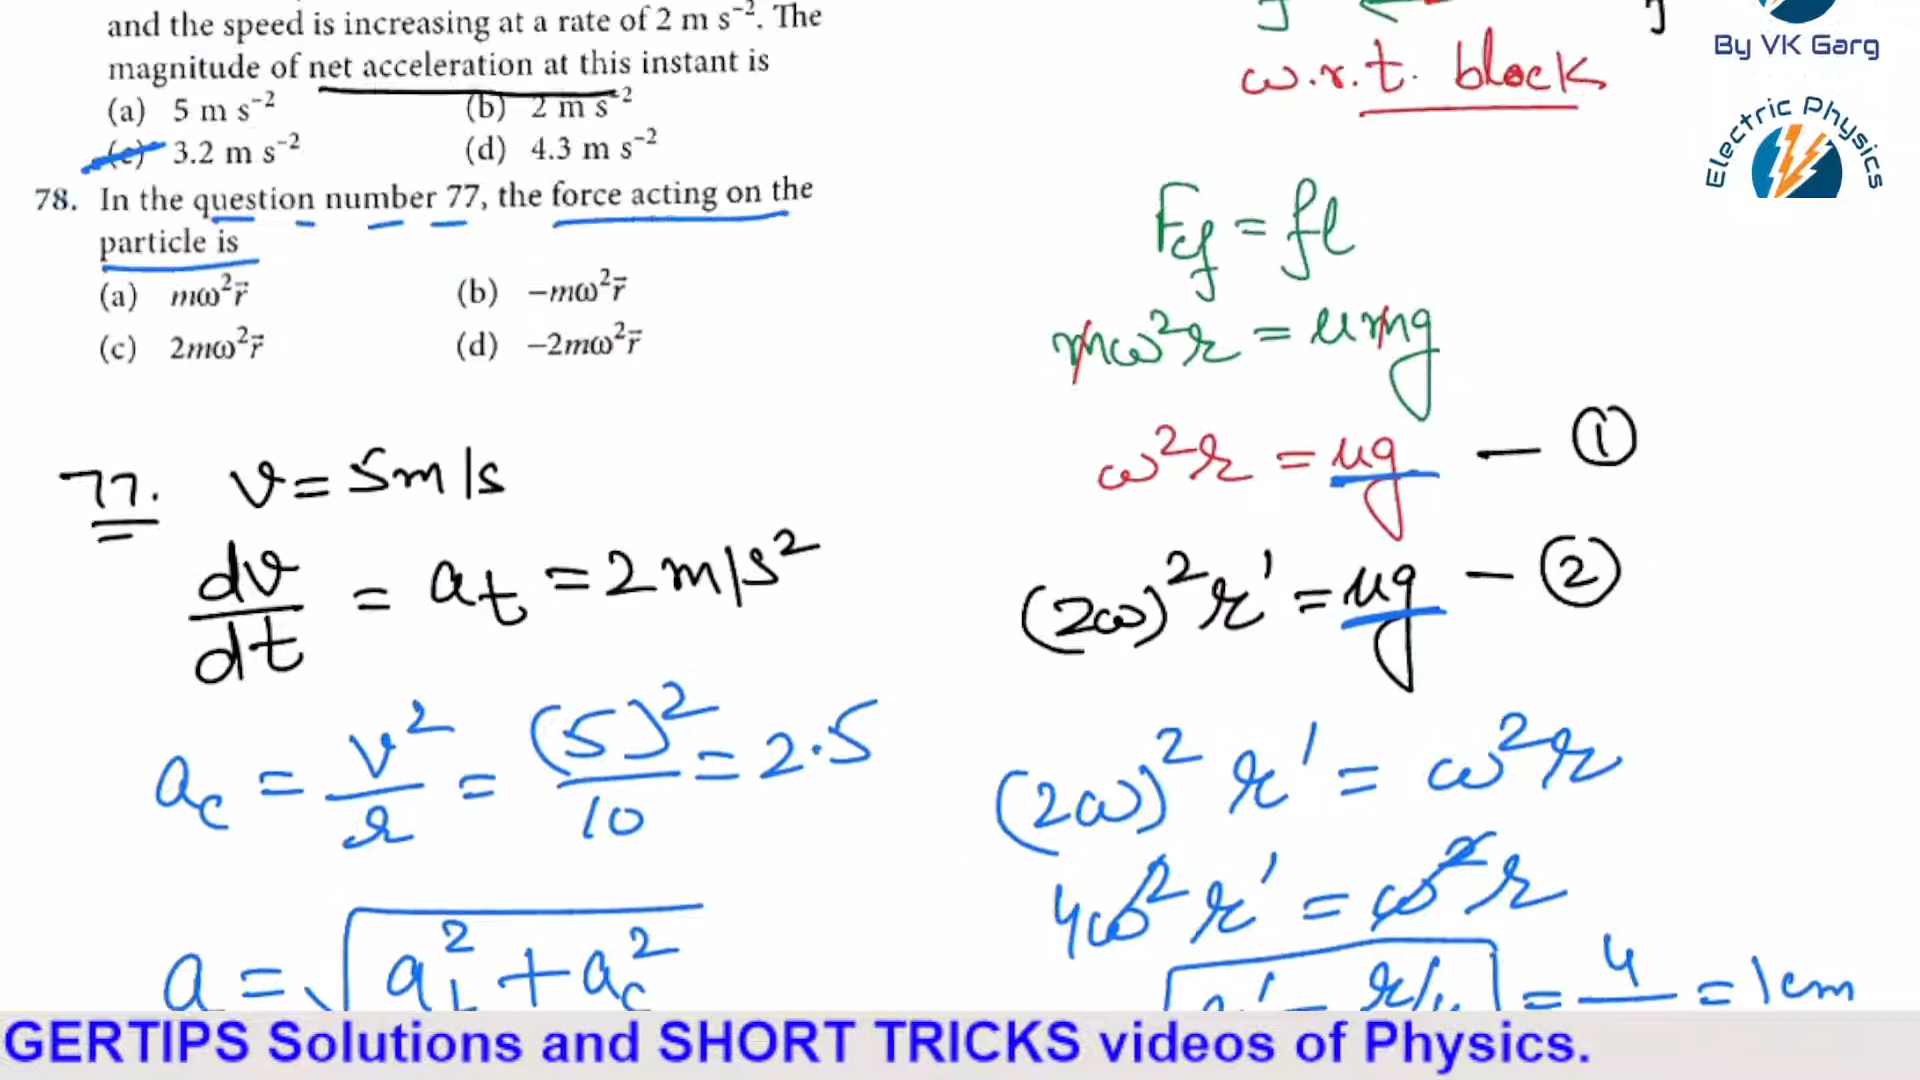 and the speed is increasing at a rate of 2 m s⁻². The
magnitude of net acceleration at this instant is
(a) 5 m s⁻² (b) 2 m s⁻²
(c) 3.2 m s⁻² (d) 4.3 m s⁻²
78. In the question number 77, the force acting on the
particle is
(a) mω²r⃗ (b) −mω²r⃗
(c) 2mω²r⃗ (d) −2mω²r⃗
77. v = 5m/s
dv/dt = at = 2m/s²
ac = v²/r = (5)²/10 = 2.5
a = √at² + ac²
w.r.t. block
Fcf = fl
mω²r = μmg
ω²r = μg — ①
(2ω)²r' = μg — ②
(2ω)² r' = ω²r
4ω²r' = ω²r
= 4 = 1cm
By VK Garg
Electric Physics
GERTIPS Solutions and SHORT TRICKS videos of Physics.